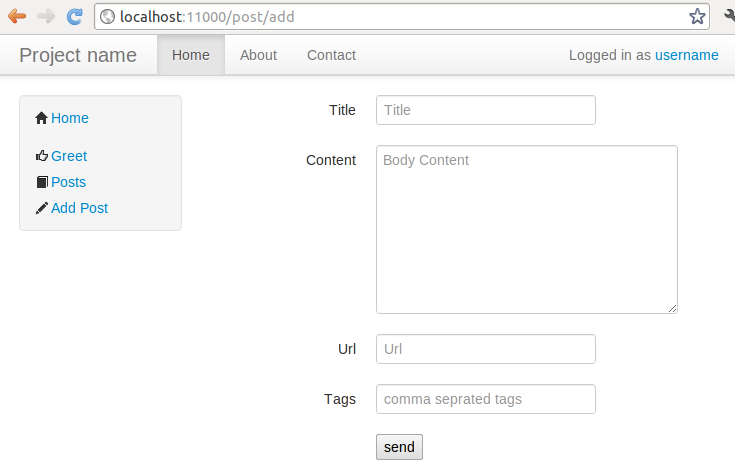 localhost:11000/post/add
Project name Home About Contact Logged in as username
Home
Greet
Posts
Add Post
Title Title
Content Body Content
Url Url
Tags comma seprated tags
send